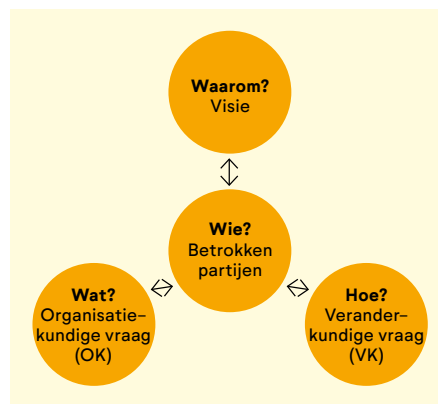 Waarom?
Visie
Wie?
Betrokken
partijen
Wat?
Organisatie-
kundige vraag
(OK)
Hoe?
Verander-
kundige vraag
(VK)